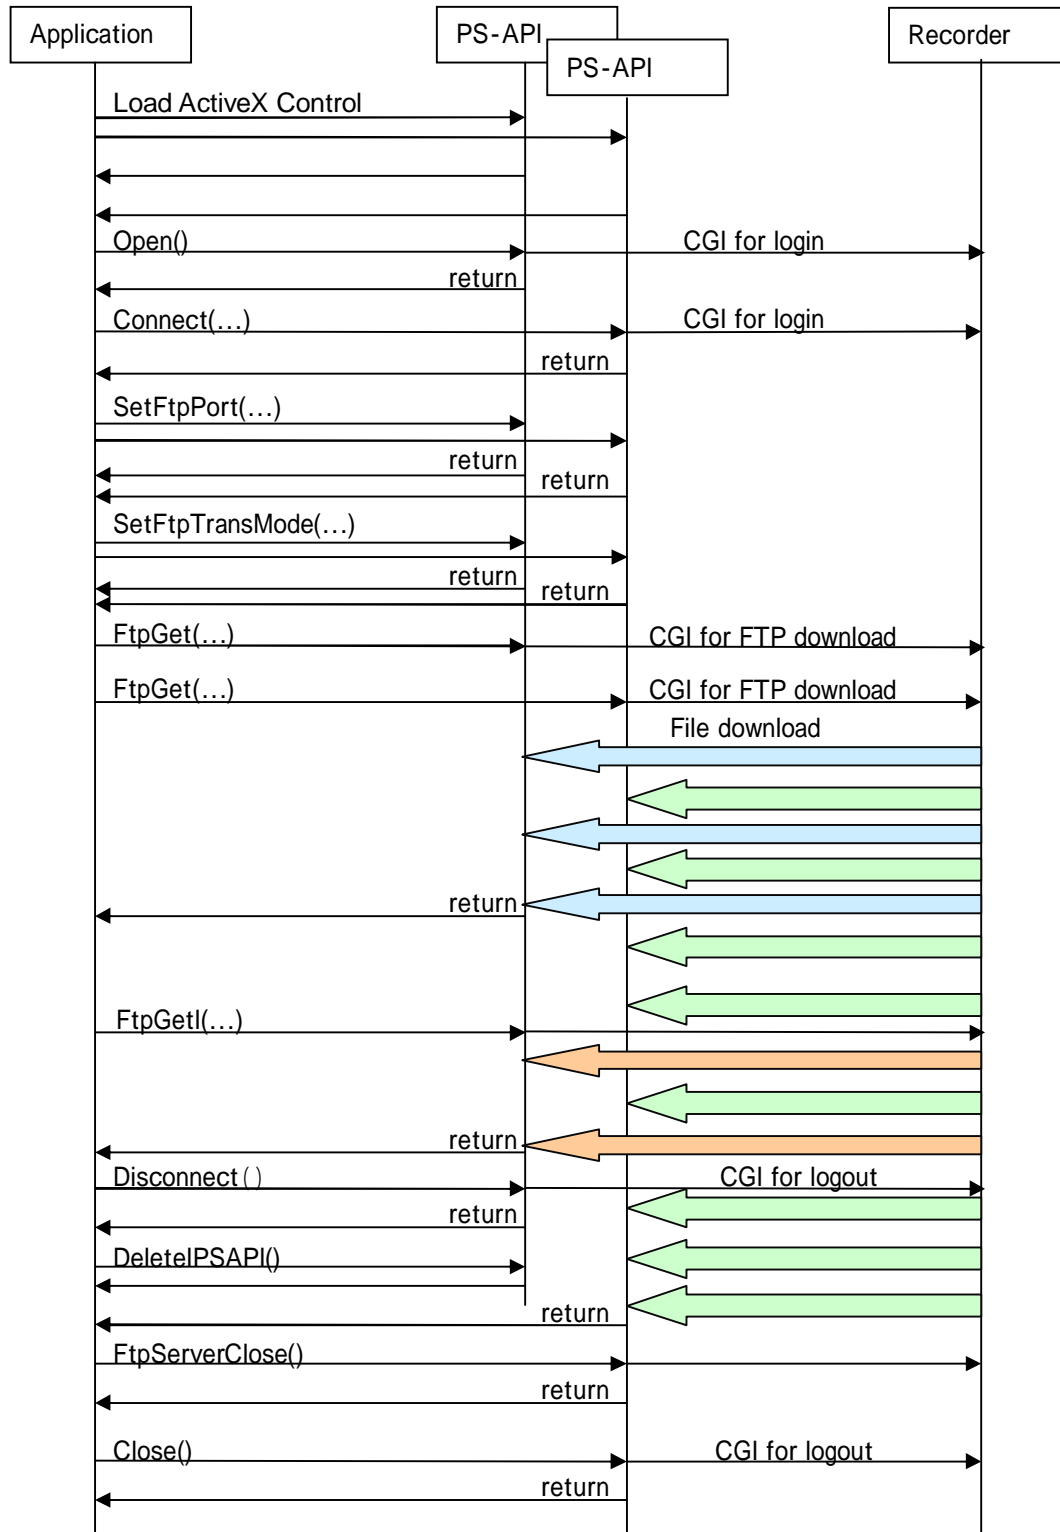 Application
PS-API
PS-API
Recorder
Load ActiveX Control
Open()
CGI for login
return
Connect(...)
CGI for login
return
SetFtpPort(...)
return
return
SetFtpTransMode(...)
return
return
FtpGet(...)
CGI for FTP download
FtpGet(...)
CGI for FTP download
File download
return
FtpGetI(...)
return
Disconnect()
CGI for logout
return
DeleteIPSAPI()
return
FtpServerClose()
return
Close()
CGI for logout
return